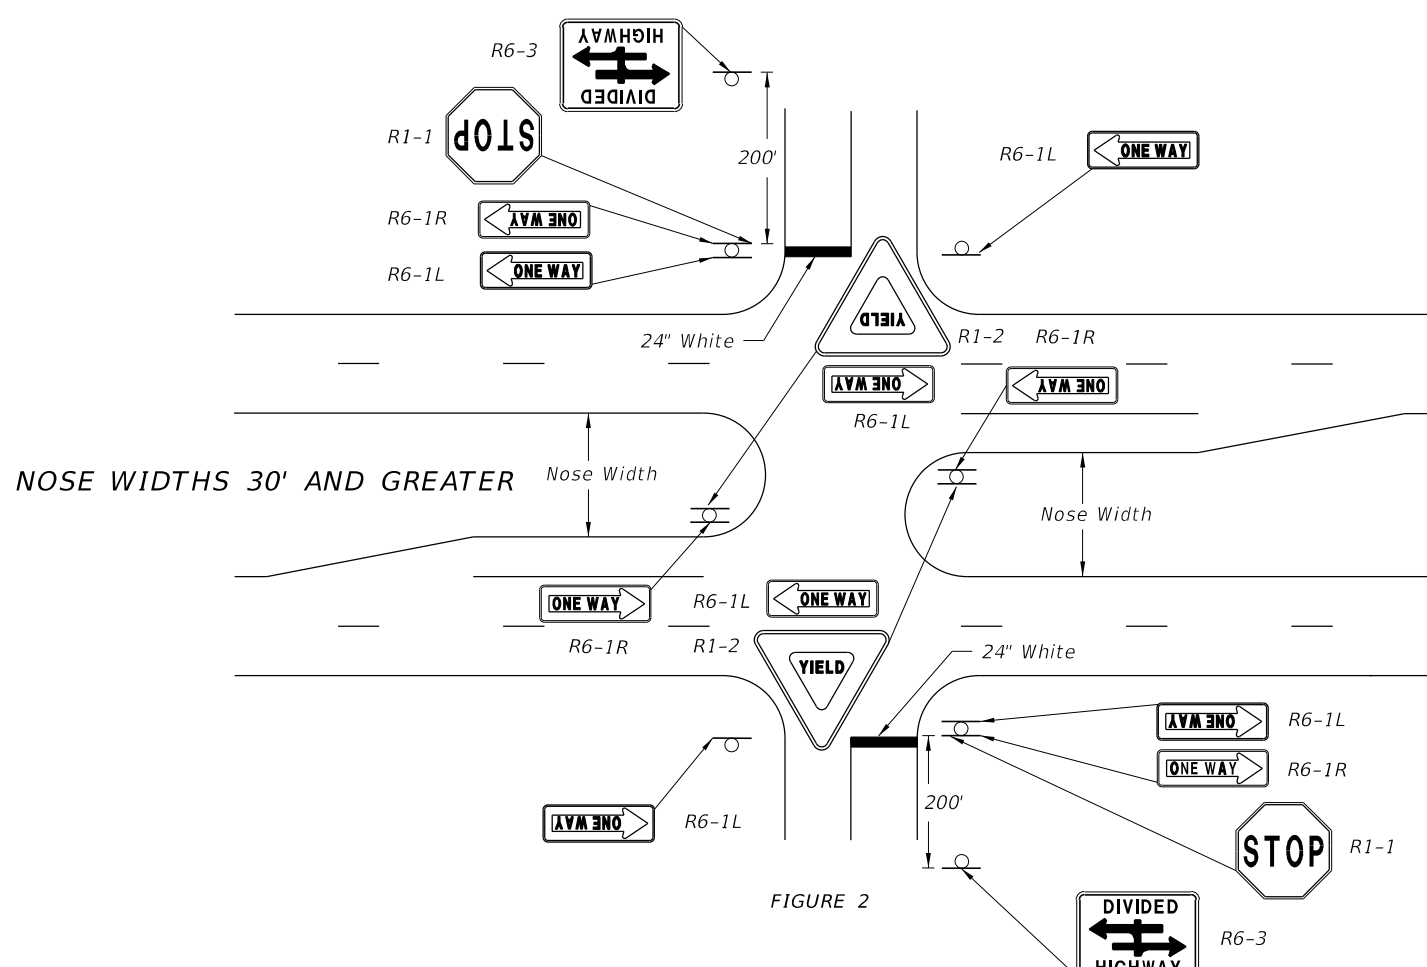 R6-3
DIVIDED
HIGHWAY
STOP
R1-1
200'
R6-1L
ONE WAY
R6-1R
ONE WAY
R6-1L
ONE WAY
24" White
YIELD
R1-2
R6-1R
ONE WAY
ONE WAY
R6-1L
NOSE WIDTHS 30' AND GREATER
Nose Width
Nose Width
ONE WAY
R6-1R
R6-1L
ONE WAY
R1-2
YIELD
24" White
ONE WAY
R6-1L
ONE WAY
R6-1R
200'
ONE WAY
R6-1L
STOP
R1-1
FIGURE 2
DIVIDED
HIGHWAY
R6-3